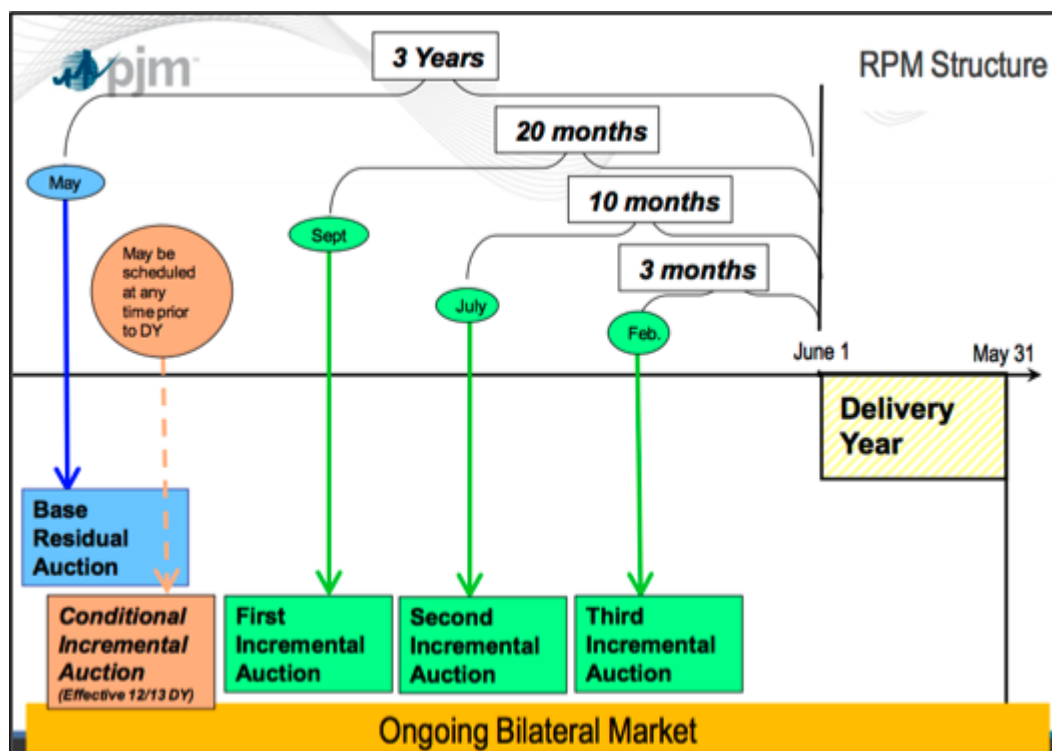 pjm
RPM Structure
3 Years
20 months
10 months
3 months
May
Sept
July
Feb.
May be
scheduled
at any
time prior
to DY
June 1
May 31
Delivery
Year
Base
Residual
Auction
Conditional
Incremental
Auction
(Effective 12/13 DY)
First
Incremental
Auction
Second
Incremental
Auction
Third
Incremental
Auction
Ongoing Bilateral Market